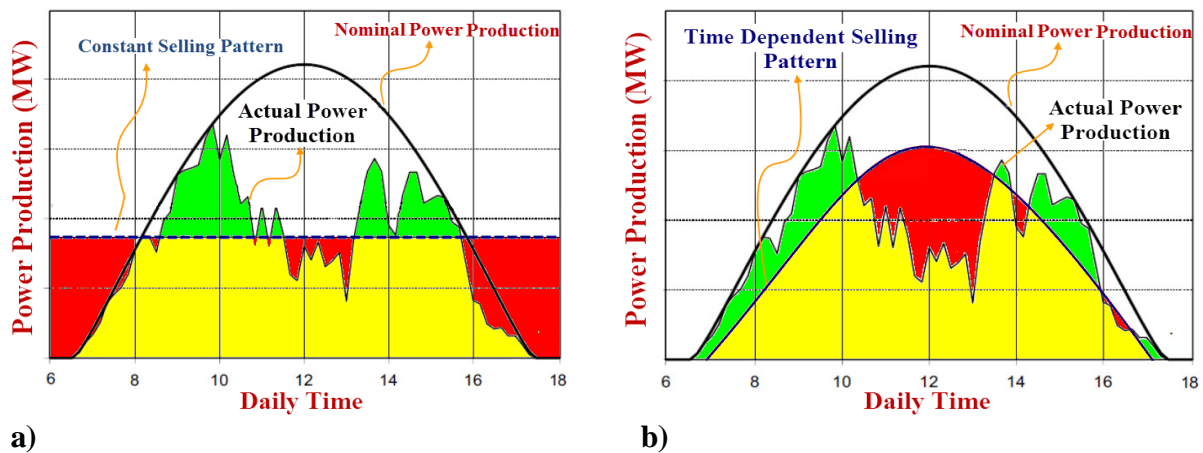 Constant Selling Pattern
Nominal Power Production
Actual Power
Production
Power Production (MW)
6 8 10 12 14 16 18
Daily Time
a)
Time Dependent Selling
Pattern
Nominal Power Production
Actual Power
Production
Power Production (MW)
6 8 10 12 14 16 18
Daily Time
b)